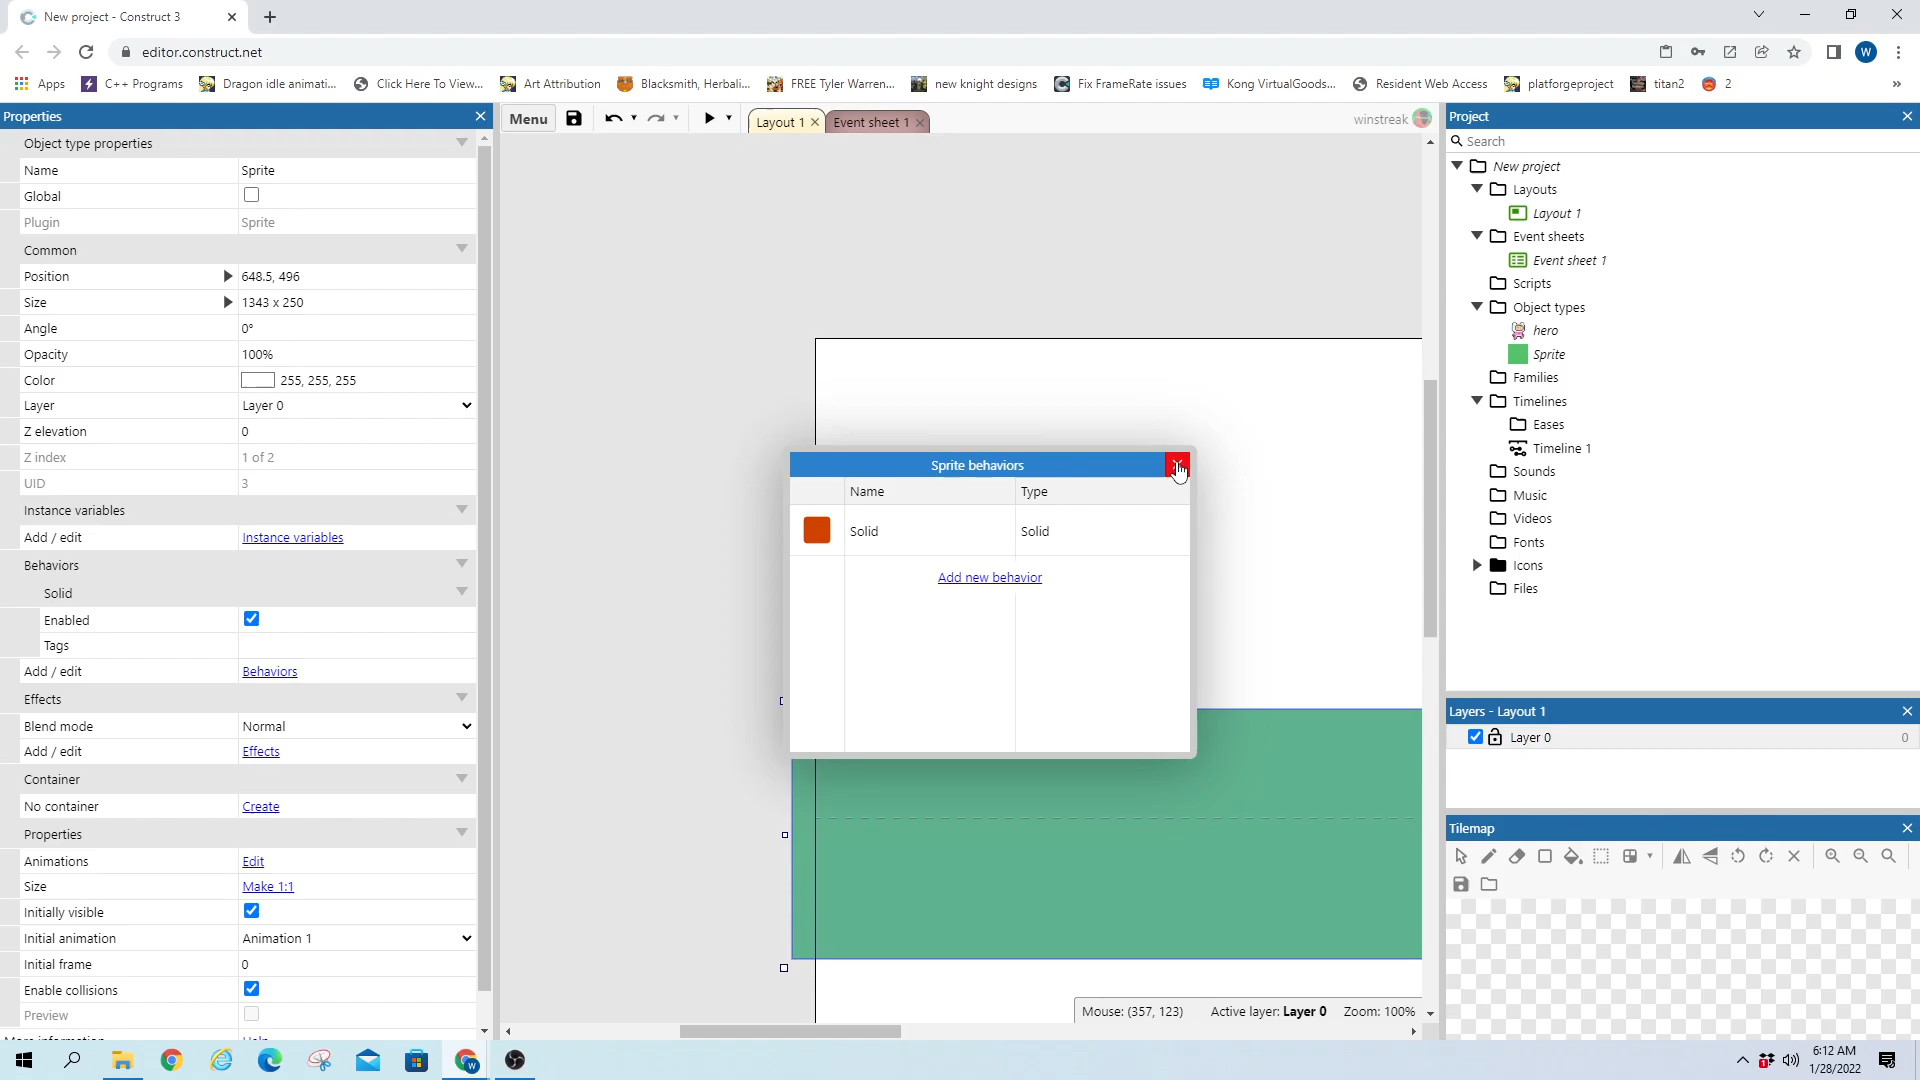 New project - Construct 3
editor.construct.net
W
Apps
C++ Programs
Dragon idle animati...
Click Here To View...
Art Attribution
Blacksmith, Herbali...
FREE Tyler Warren...
new knight designs
Fix FrameRate issues
Kong VirtualGoods...
Resident Web Access
platforgeproject
titan2
2
»
Properties
Object type properties
Name Sprite
Global
Plugin Sprite
Common
Position 648.5, 496
Size 1343 x 250
Angle 0°
Opacity 100%
Color 255, 255, 255
Layer Layer 0
Z elevation 0
Z index 1 of 2
UID 3
Instance variables
Add / edit Instance variables
Behaviors
Solid
Enabled
Tags
Add / edit Behaviors
Effects
Blend mode Normal
Add / edit Effects
Container
No container Create
Properties
Animations Edit
Size Make 1:1
Initially visible
Initial animation Animation 1
Initial frame 0
Enable collisions
Preview
Menu
Layout 1
Event sheet 1
winstreak
Sprite behaviors
Name Type
Solid Solid
Add new behavior
Mouse: (357, 123) Active layer: Layer 0 Zoom: 100%
Project
Search
New project
Layouts
Layout 1
Event sheets
Event sheet 1
Scripts
Object types
hero
Sprite
Families
Timelines
Eases
Timeline 1
Sounds
Music
Videos
Fonts
Icons
Files
Layers - Layout 1
Layer 0 0
Tilemap
6:12 AM
1/28/2022